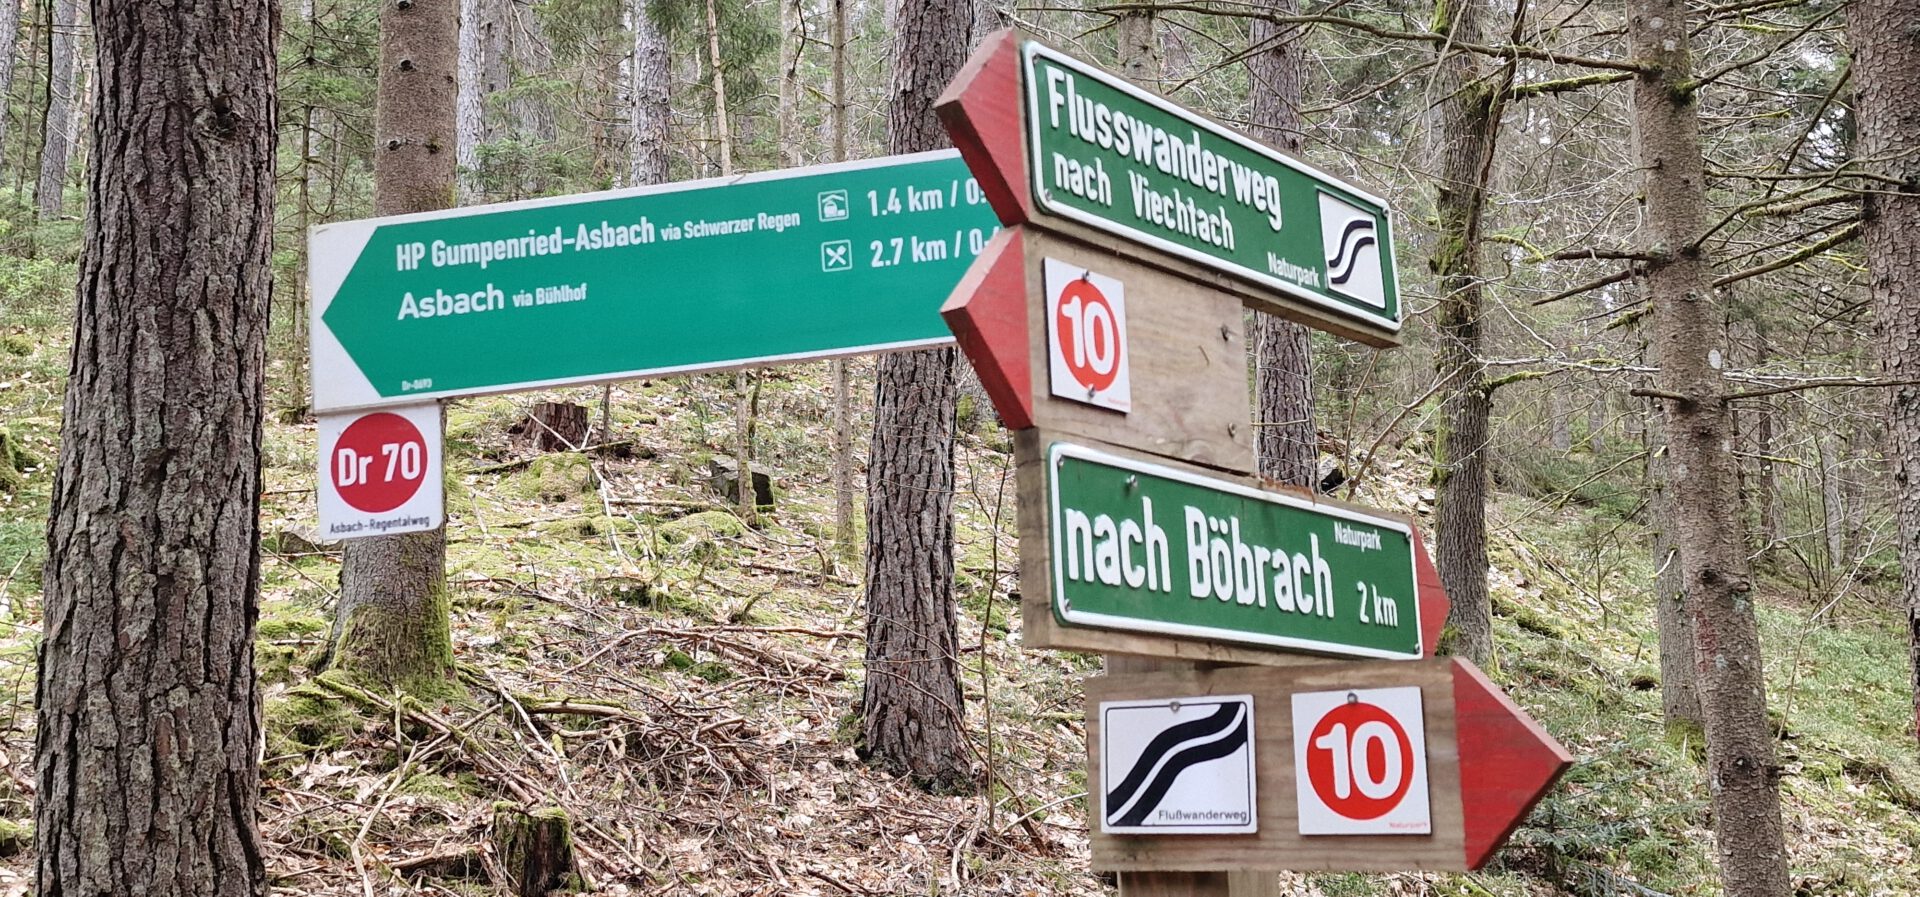 HP Gumpenried-Asbach via Schwarzer Regen 1.4 km /
Asbach via Bühlhof 2.7 km /
Dr 70
Asbach-Regentalweg
Flusswanderweg
nach Viechtach
Naturpark
10
Naturpark
nach Böbrach 2 km
Flußwanderweg
10
Naturpark